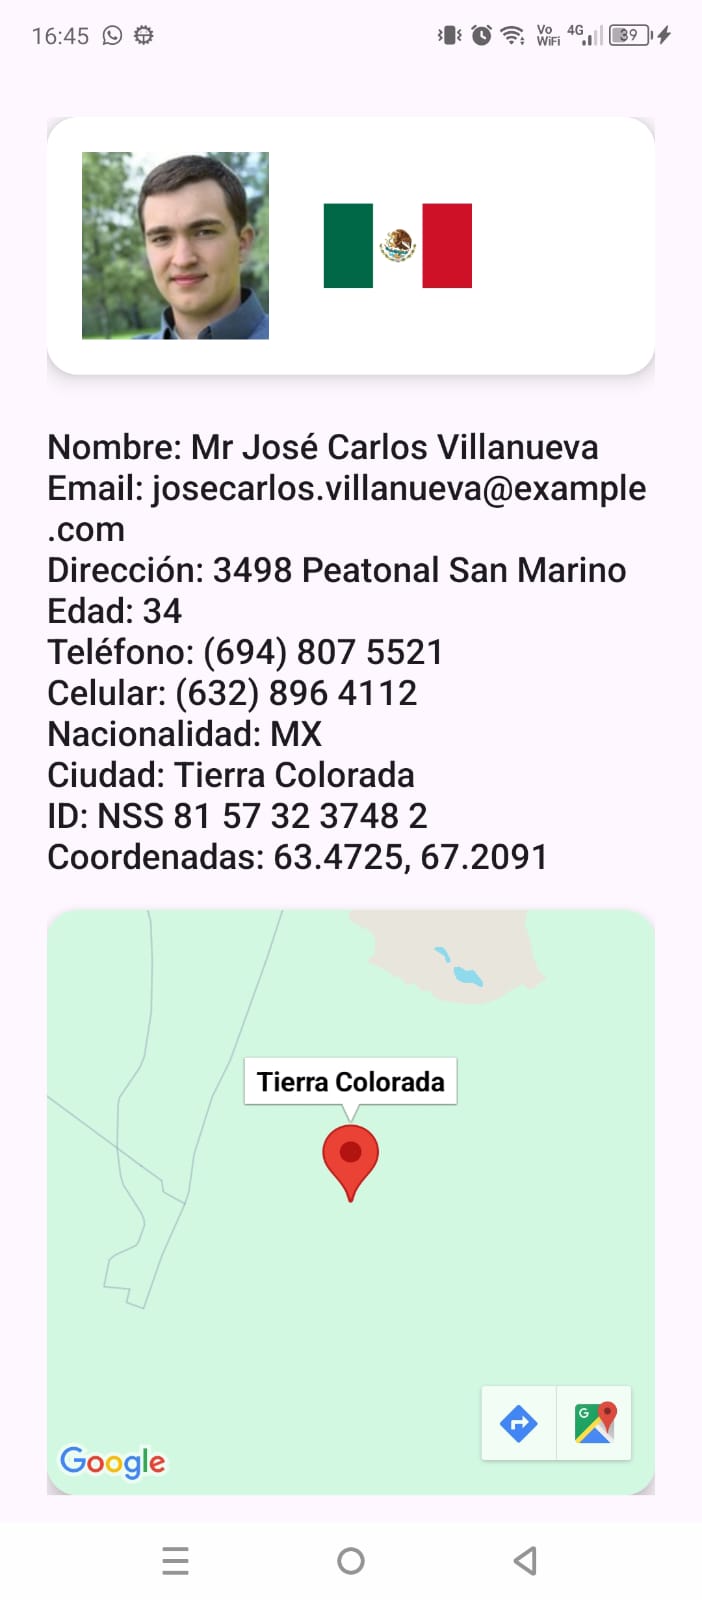 16:45 Vo WiFi 4G 39
Nombre: Mr José Carlos Villanueva
Email: josecarlos.villanueva@example
.com
Dirección: 3498 Peatonal San Marino
Edad: 34
Teléfono: (694) 807 5521
Celular: (632) 896 4112
Nacionalidad: MX
Ciudad: Tierra Colorada
ID: NSS 81 57 32 3748 2
Coordenadas: 63.4725, 67.2091
Tierra Colorada
G
Google